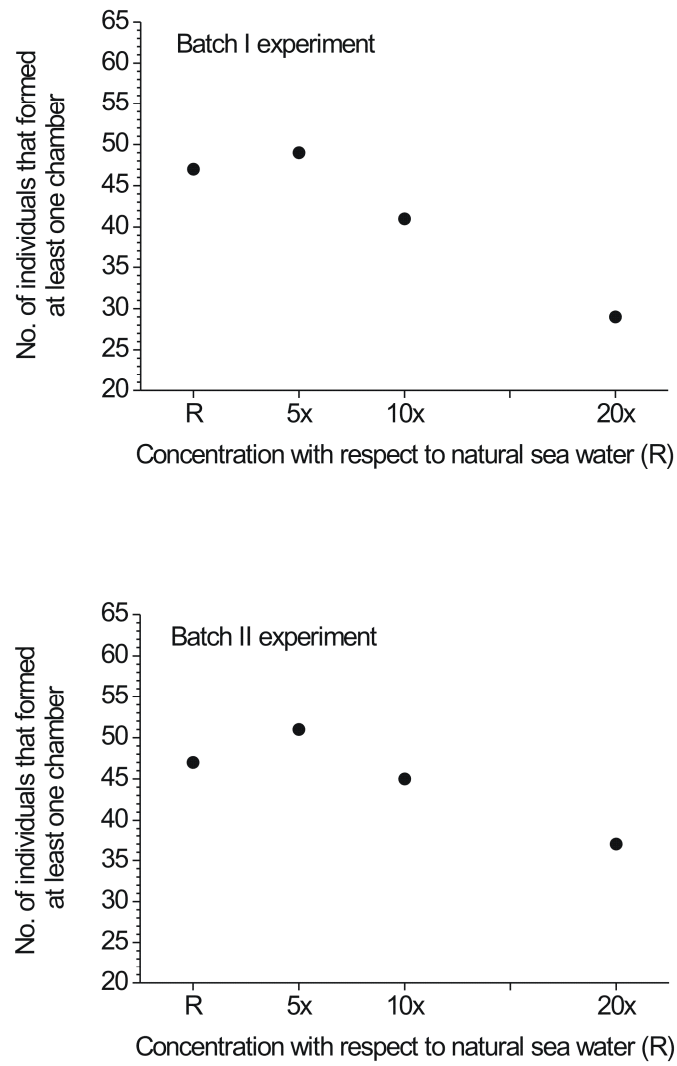 65
Batch I experiment
60
55
50
45
40
35
30
25
20
No. of individuals that formed
at least one chamber
R 5x 10x 20x
Concentration with respect to natural sea water (R)
65
Batch II experiment
60
55
50
45
40
35
30
25
20
No. of individuals that formed
at least one chamber
R 5x 10x 20x
Concentration with respect to natural sea water (R)